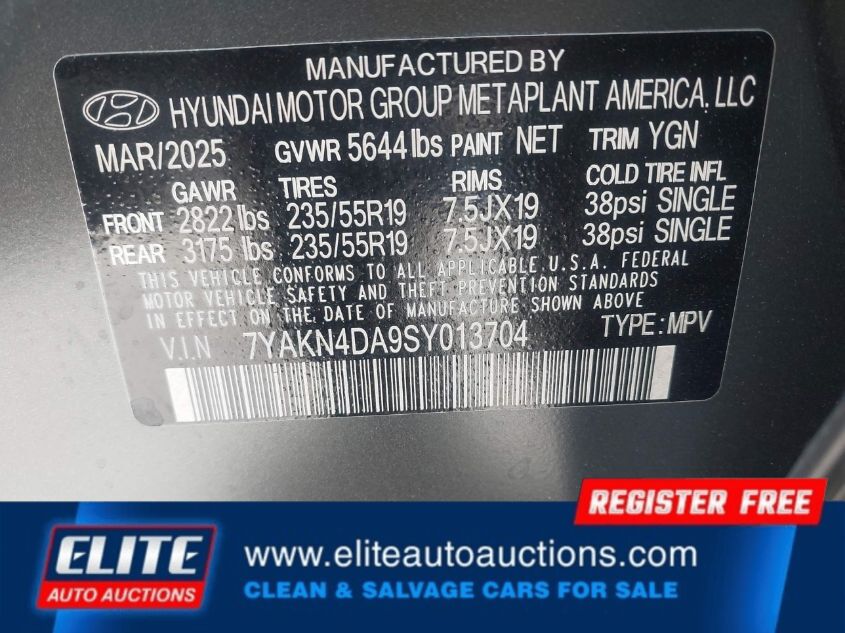 MANUFACTURED BY
HYUNDAI MOTOR GROUP METAPLANT AMERICA, LLC
MAR/2025 GVWR 5644 lbs PAINT NET TRIM YGN
GAWR TIRES RIMS COLD TIRE INFL
FRONT 2822 lbs 235/55R19 7.5JX19 38psi SINGLE
REAR 3175 lbs 235/55R19 7.5JX19 38psi SINGLE
THIS VEHICLE CONFORMS TO ALL APPLICABLE U.S.A. FEDERAL
MOTOR VEHICLE SAFETY AND THEFT PREVENTION STANDARDS
IN EFFECT ON THE DATE OF MANUFACTURE SHOWN ABOVE
V.I.N 7YAKN4DA9SY013704 TYPE:MPV
REGISTER FREE
ELITE
AUTO AUCTIONS
www.eliteautoauctions.com
CLEAN & SALVAGE CARS FOR SALE